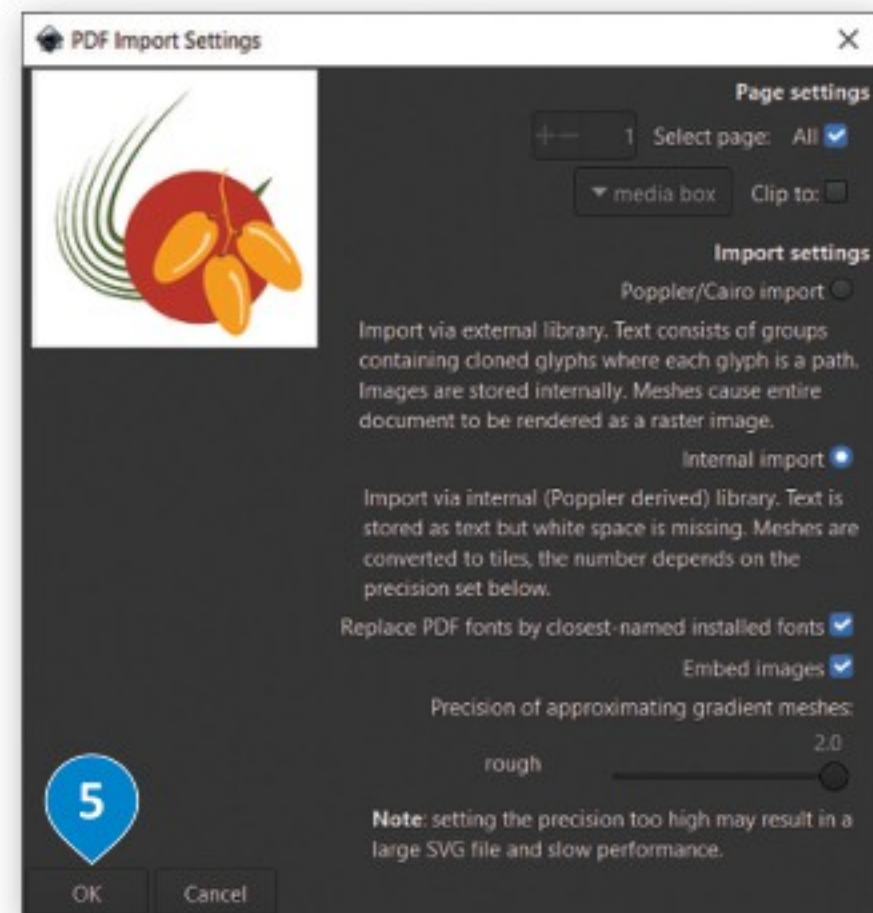 PDF Import Settings
Page settings
1 Select page: All
media box Clip to:
Import settings
Poppler/Cairo import
Import via external library. Text consists of groups
containing cloned glyphs where each glyph is a path.
Images are stored internally. Meshes cause entire
document to be rendered as a raster image.
Internal import
Import via internal (Poppler derived) library. Text is
stored as text but white space is missing. Meshes are
converted to tiles, the number depends on the
precision set below.
Replace PDF fonts by closest-named installed fonts
Embed images
Precision of approximating gradient meshes:
2.0
rough
Note: setting the precision too high may result in a
large SVG file and slow performance.
5
OK Cancel